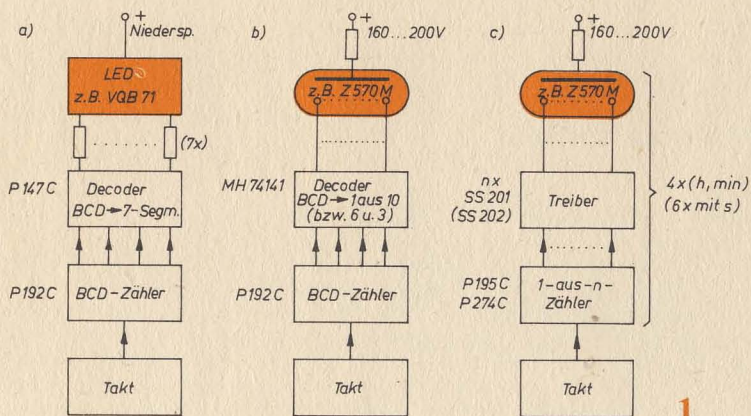 a)
+
Niedersp.
LED
z.B. VQB 71
(7x)
P 147 C
Decoder
BCD→7-Segm.
P192C
BCD-Zähler
Takt
b)
+
160...200V
z.B. Z 570 M
MH 74141
Decoder
BCD→1 aus 10
(bzw. 6 u. 3)
P192C
BCD-Zähler
Takt
c)
+
160...200V
z.B. Z 570 M
nx
SS 201
(SS 202)
Treiber
P195C
P274C
1-aus-n-
Zähler
Takt
4x(h, min)
(6x mit s)
1